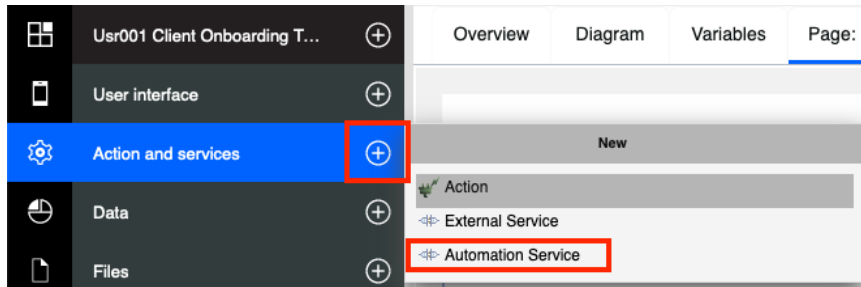 Usr001 Client Onboarding T...
Overview
Diagram
Variables
Page:
User interface
Action and services
New
Action
External Service
Automation Service
Data
Files